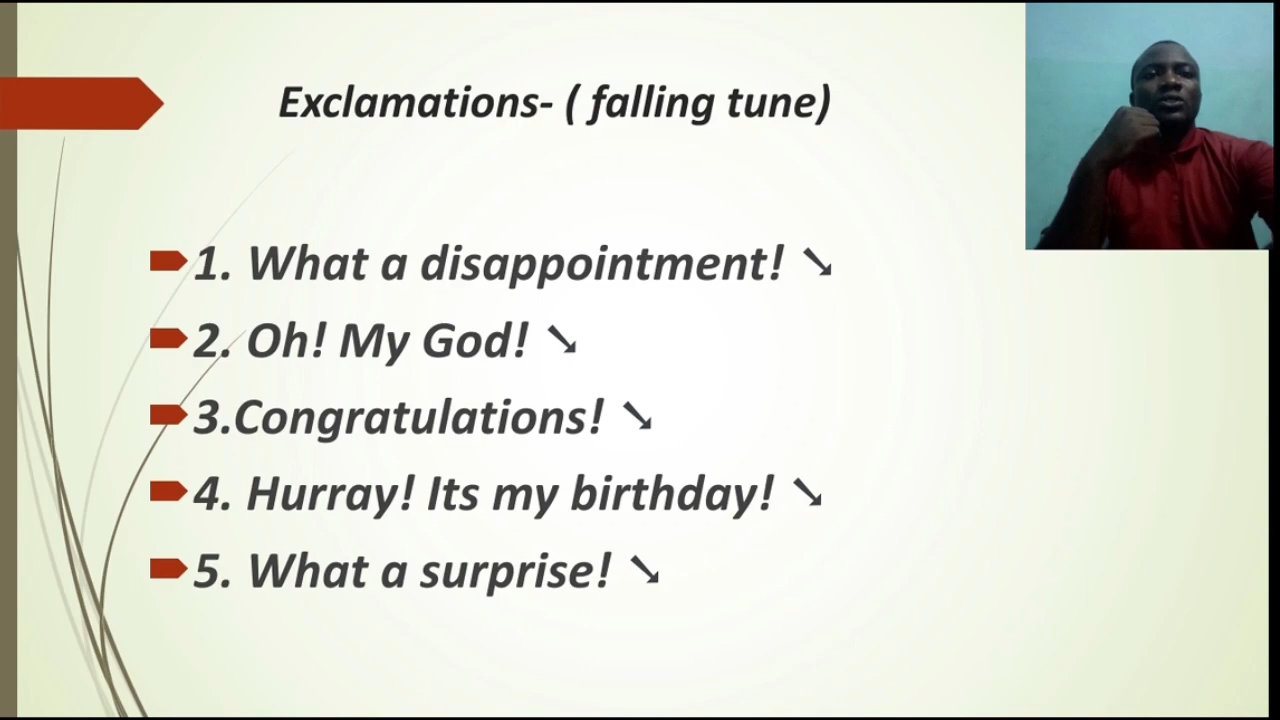 Exclamations- ( falling tune)
1. What a disappointment! ➘
2. Oh! My God! ➘
3.Congratulations! ➘
4. Hurray! Its my birthday! ➘
5. What a surprise! ➘